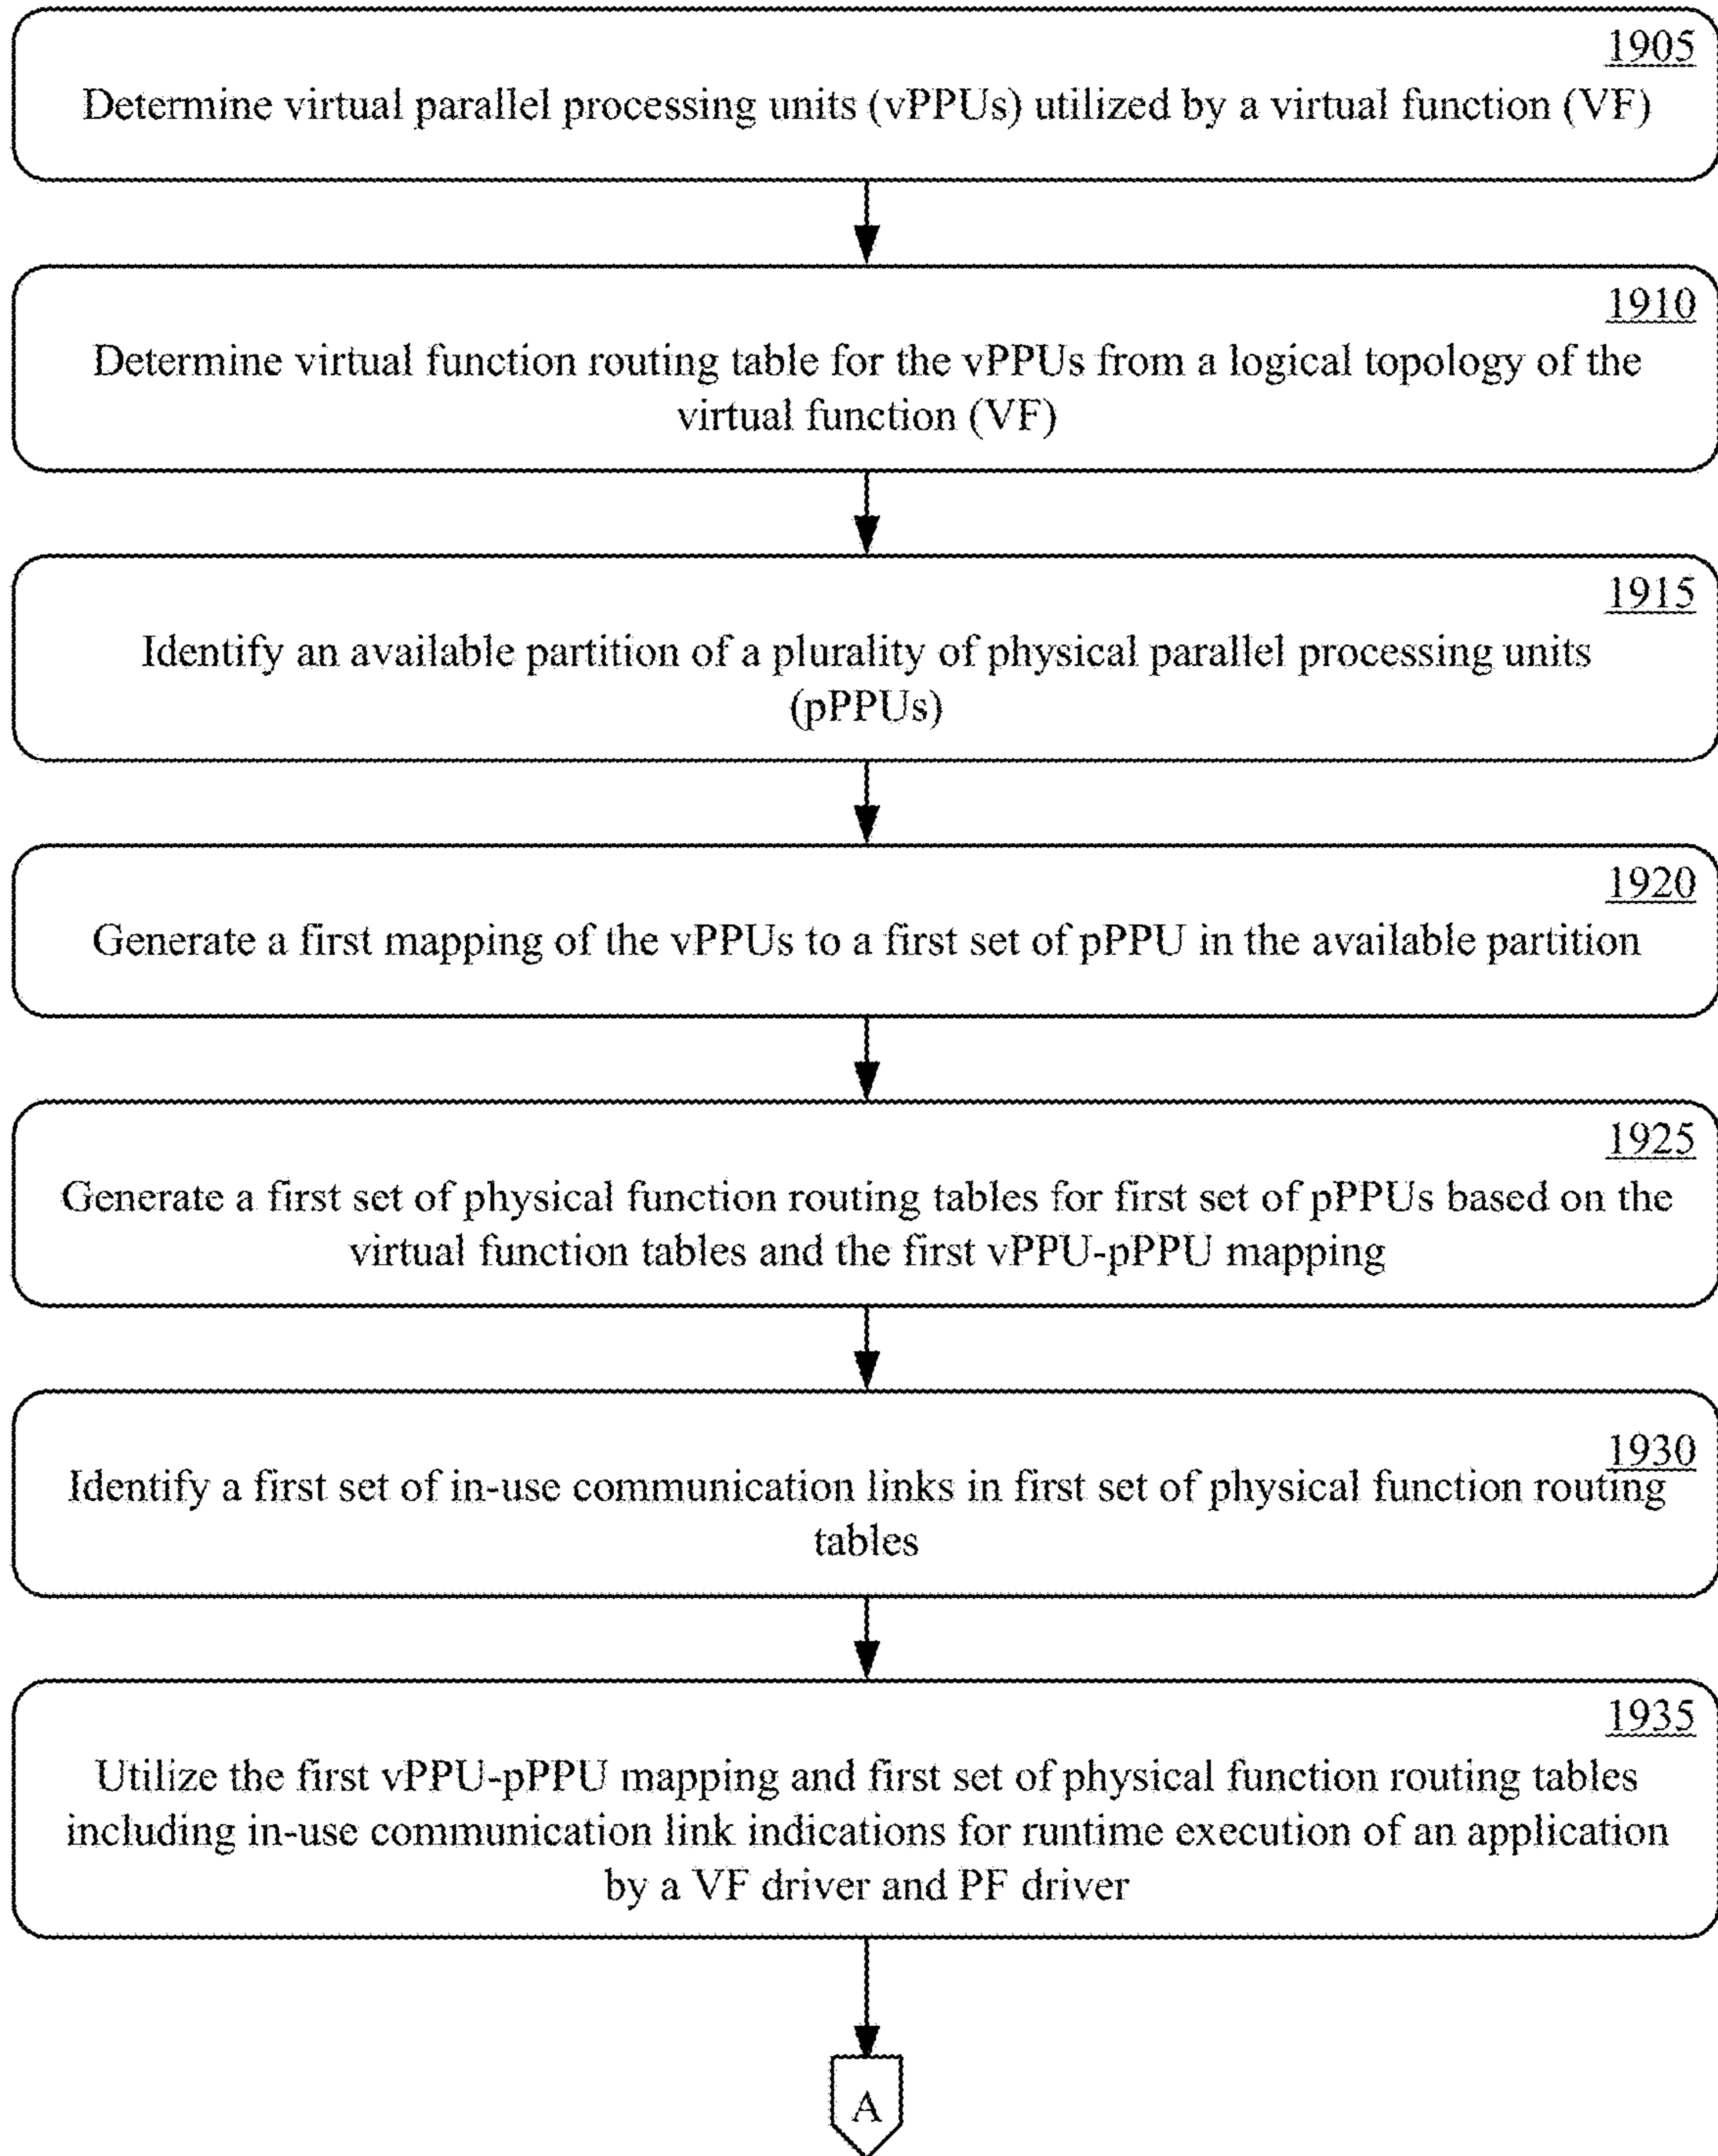 1905
Determine virtual parallel processing units (vPPUs) utilized by a virtual function (VF)
1910
Determine virtual function routing table for the vPPUs from a logical topology of the
virtual function (VF)
1915
Identify an available partition of a plurality of physical parallel processing units
(pPPUs)
1920
Generate a first mapping of the vPPUs to a first set of pPPU in the available partition
1925
Generate a first set of physical function routing tables for first set of pPPUs based on the
virtual function tables and the first vPPU-pPPU mapping
1930
Identify a first set of in-use communication links in first set of physical function routing
tables
1935
Utilize the first vPPU-pPPU mapping and first set of physical function routing tables
including in-use communication link indications for runtime execution of an application
by a VF driver and PF driver
A